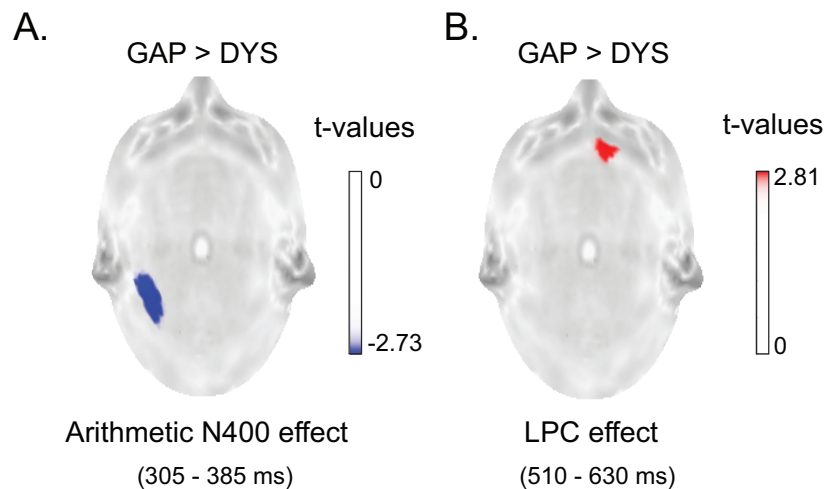 A.
GAP > DYS
t-values
0
-2.73
Arithmetic N400 effect
(305 - 385 ms)
B.
GAP > DYS
t-values
2.81
0
LPC effect
(510 - 630 ms)